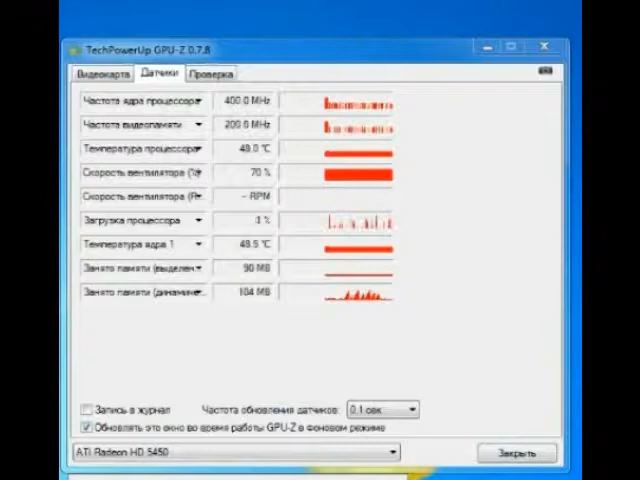 TechPowerUp GPU-Z 0.7.8
Видеокарта Датчики Проверка
Частота ядра процессора 400.0 MHz
Частота видеопамяти 200.0 MHz
Температура процессора 48.0 °C
Скорость вентилятора (% 70 %
Скорость вентилятора (R - RPM
Загрузка процессора %
Температура ядра 1 48.5 °C
Занято памяти (выделен 90 MB
Занято памяти (динамиче... 104 MB
Запись в журнал Частота обновления датчиков: 0.1 сек
Обновлять это окно во время работы GPU-Z в фоновом режиме
ATI Radeon HD 5450 Закрыть